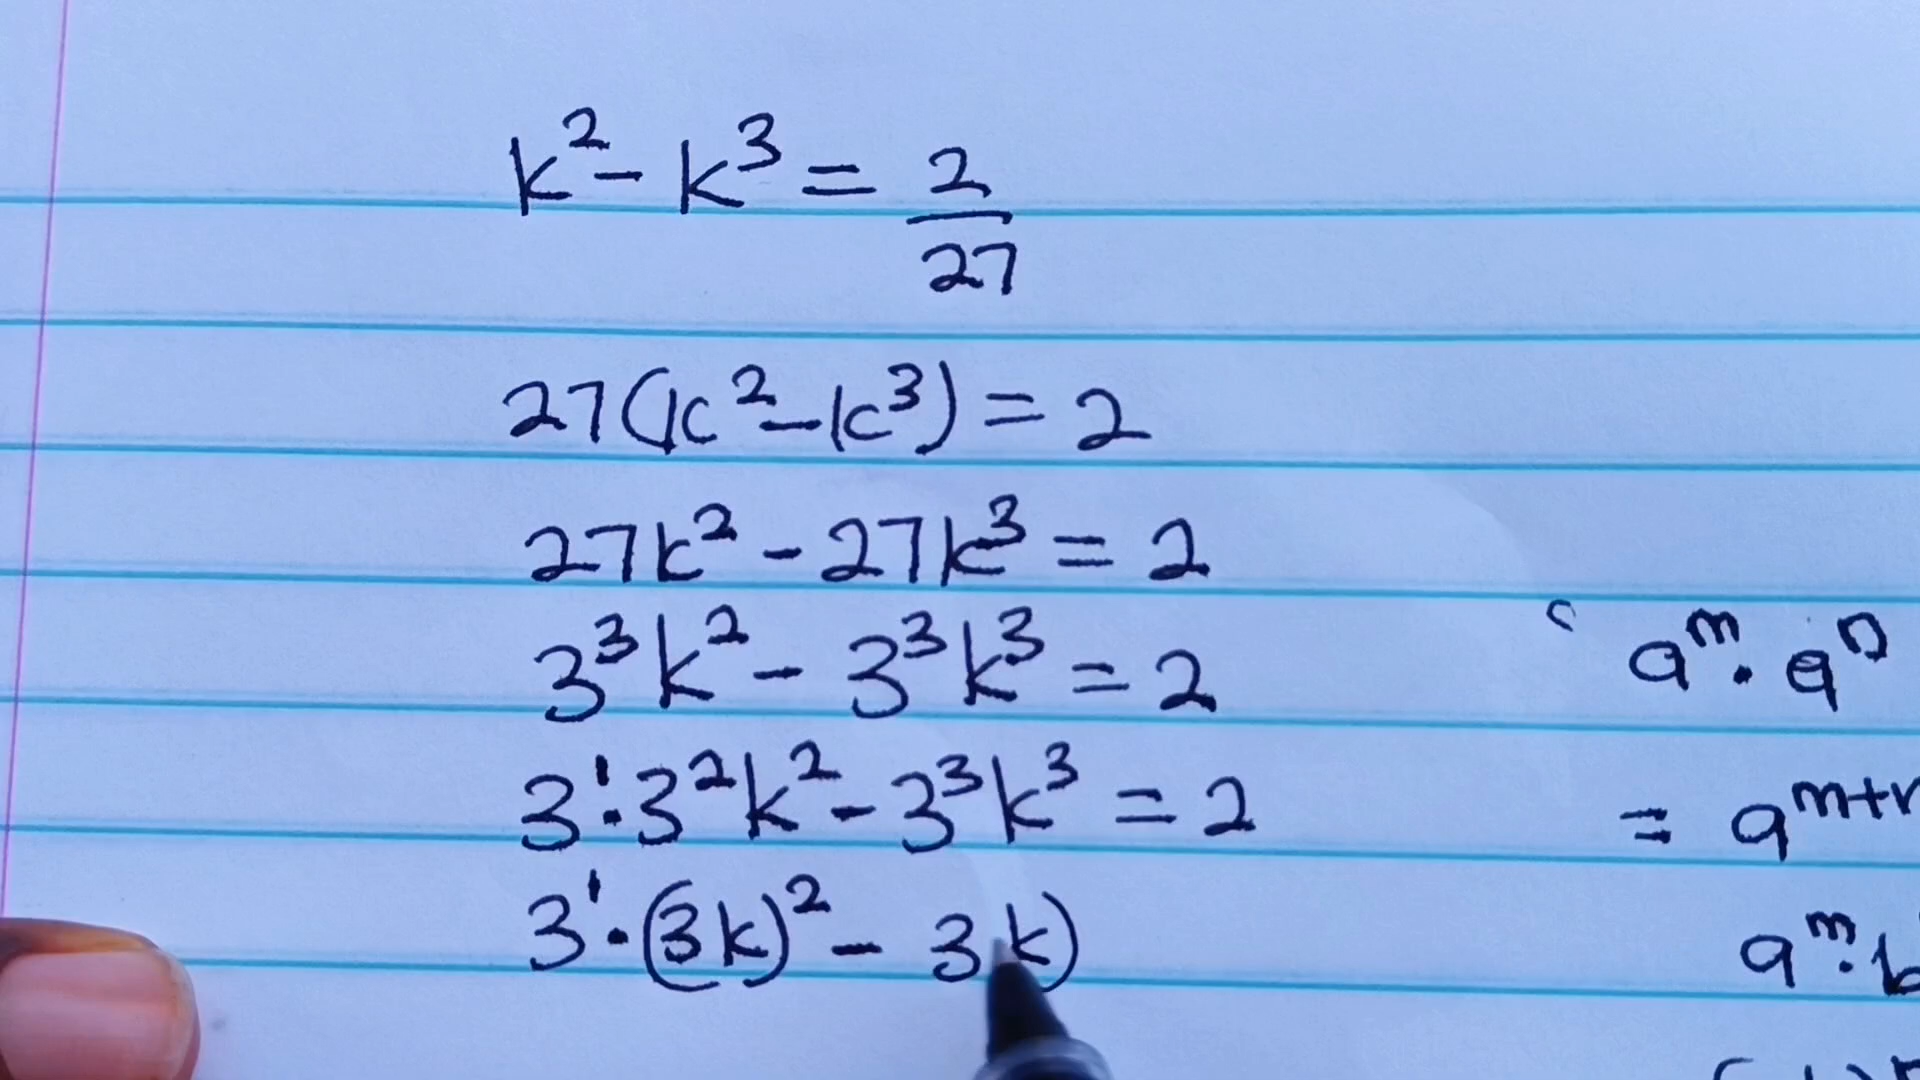 k² - k³ = 2/27
27(k² - k³) = 2
27k² - 27k³ = 2
3³k² - 3³k³ = 2
3¹·3²k² - 3³k³ = 2
3¹·(3k)² - 3k)
aᵐ·aⁿ
= aᵐ⁺ⁿ
aᵐ·b